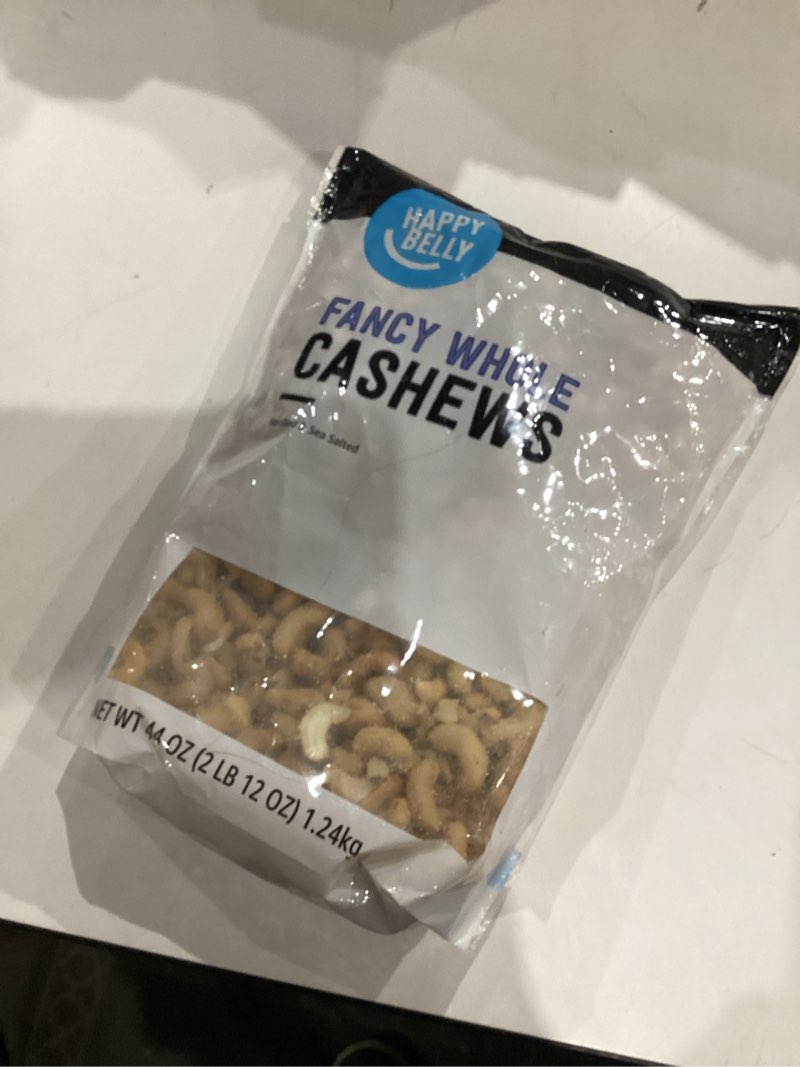 HAPPY
BELLY
FANCY WHOLE
CASHEWS
Sea Salted
NET WT 44 OZ (2 LB 12 OZ) 1.24kg